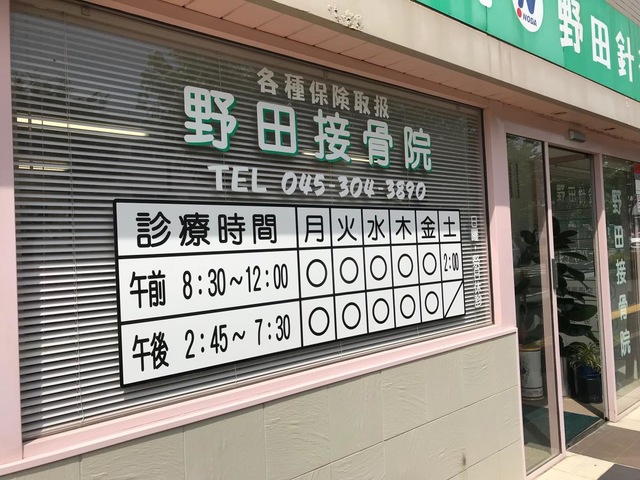 NODA
野田針
各種保険取扱
野田接骨院
TEL 045-304-3890
診療時間 月 火 水 木 金 土
午前 8:30～12:00 ○ ○ ○ ○ ○ 2:00
午後 2:45～7:30 ○ ○ ○ ○ ○ ／
野田接骨院